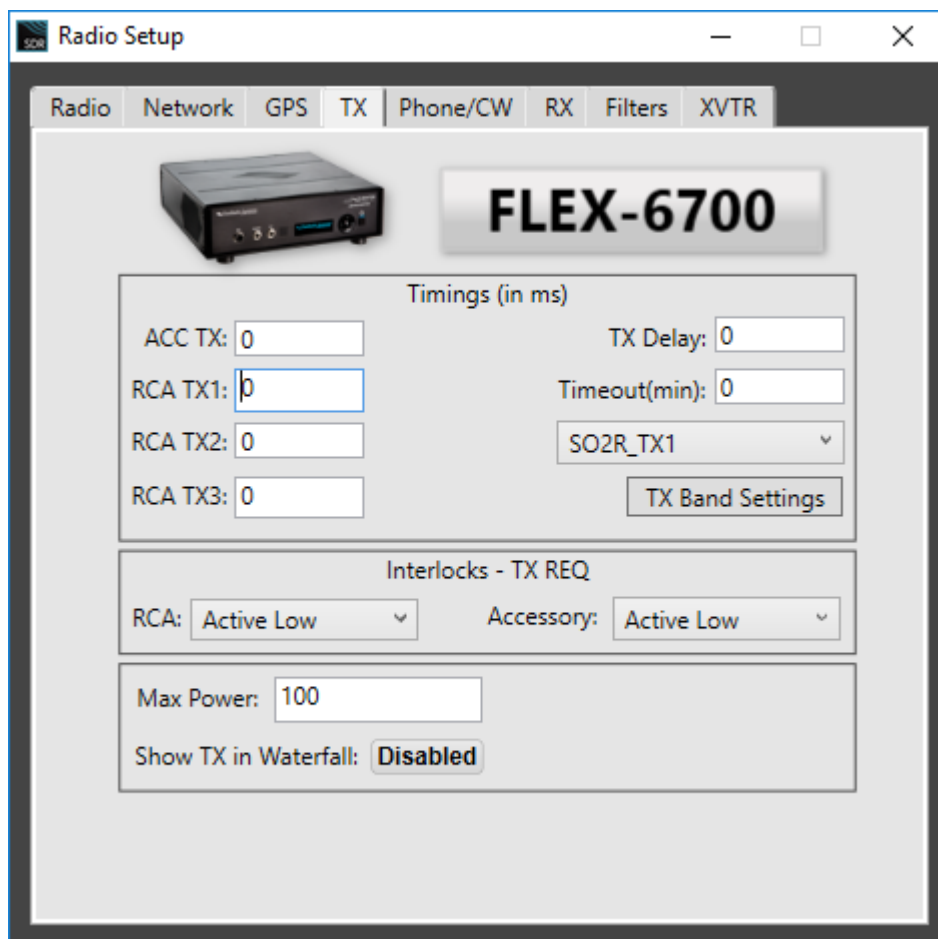 SDR
Radio Setup
Radio Network GPS TX Phone/CW RX Filters XVTR
FLEX-6700
Timings (in ms)
ACC TX: 0 TX Delay: 0
RCA TX1: 0 Timeout(min): 0
RCA TX2: 0 SO2R_TX1
RCA TX3: 0 TX Band Settings
Interlocks - TX REQ
RCA: Active Low Accessory: Active Low
Max Power: 100
Show TX in Waterfall: Disabled